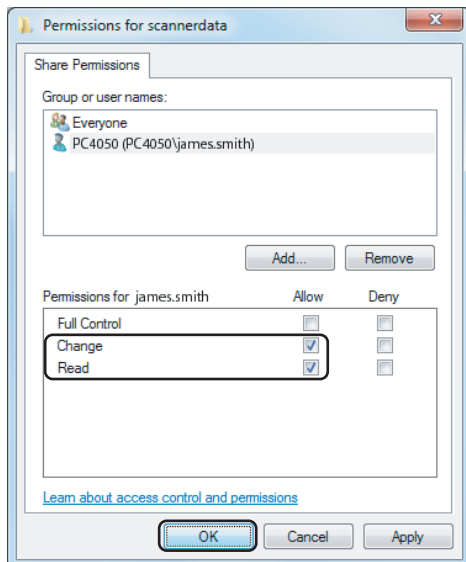 Permissions for scannerdata
Share Permissions
Group or user names:
Everyone
PC4050 (PC4050\james.smith)
Add... Remove
Permissions for james.smith Allow Deny
Full Control
Change
Read
Learn about access control and permissions
OK Cancel Apply